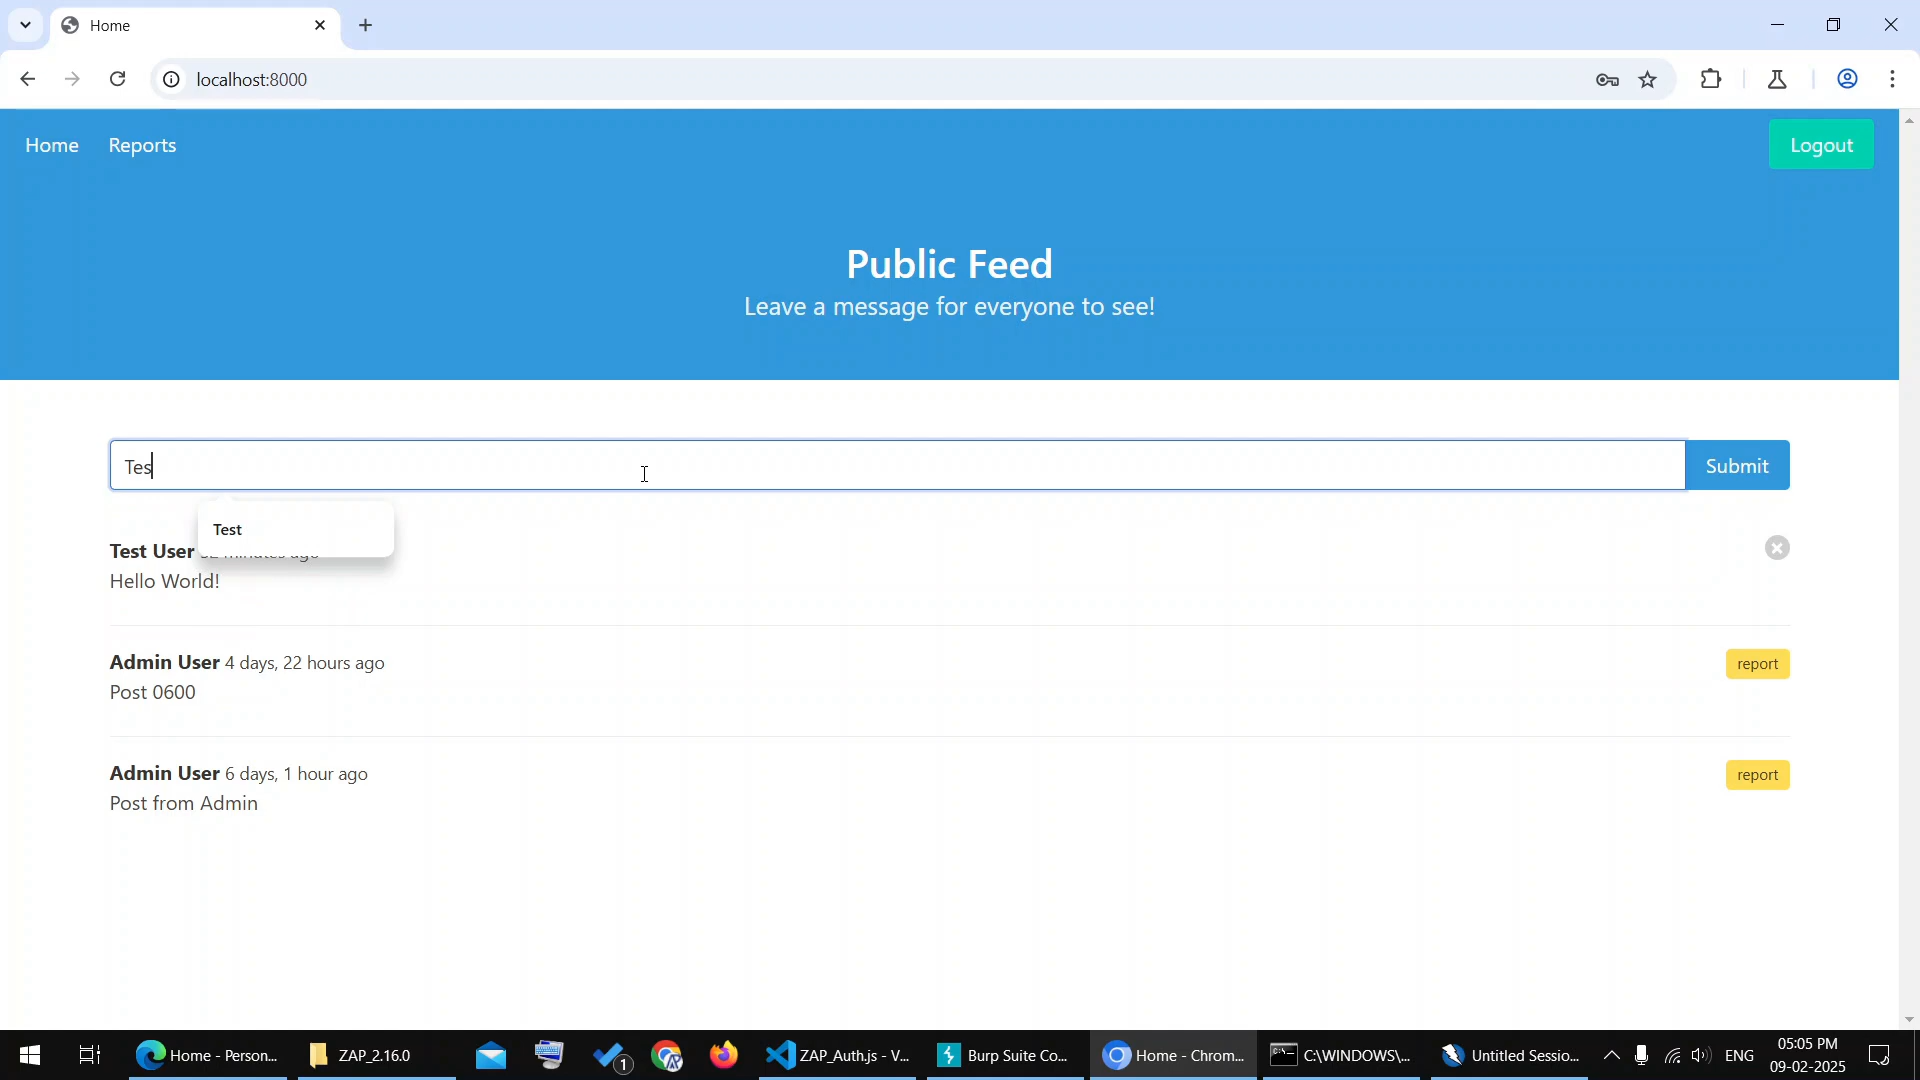 Home
localhost:8000
Home Reports Logout
Public Feed
Leave a message for everyone to see!
Tes
Submit
Test
Test User
Hello World!
Admin User 4 days, 22 hours ago
report
Post 0600
Admin User 6 days, 1 hour ago
report
Post from Admin
Home - Person...
ZAP_2.16.0
1
ZAP_Auth.js - V...
Burp Suite Co...
Home - Chrom...
C:\WINDOWS\...
Untitled Sessio...
ENG
05:05 PM
09-02-2025